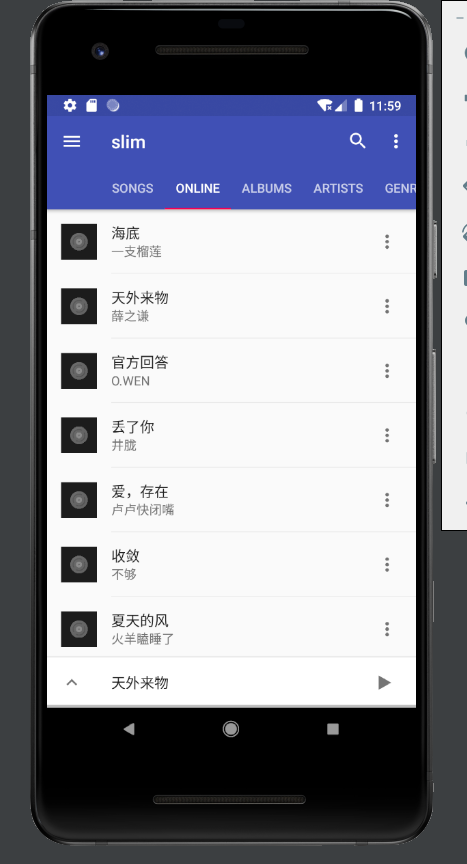 11:59
slim
SONGS ONLINE ALBUMS ARTISTS GENR
海底
一支榴莲
天外来物
薛之谦
官方回答
O.WEN
丢了你
井胧
爱，存在
卢卢快闭嘴
收敛
不够
夏天的风
火羊瞌睡了
天外来物